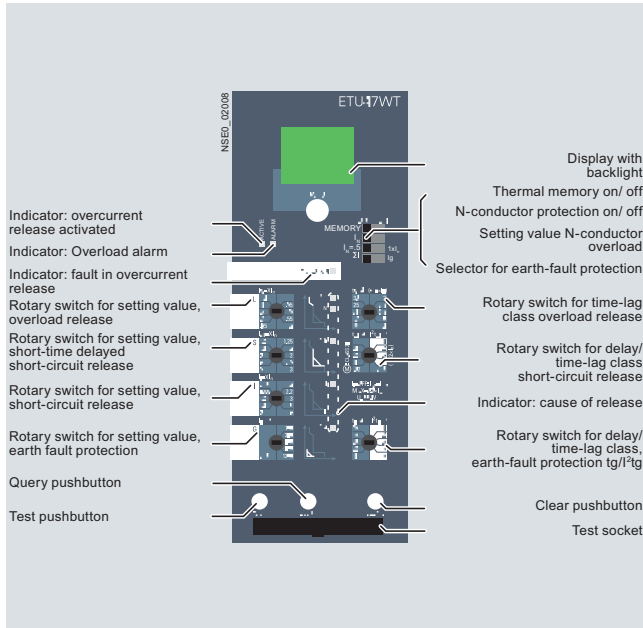 NSE0_02008
ETU47WT
Display with
backlight
Thermal memory on/ off
N-conductor protection on/ off
Setting value N-conductor
overload
Selector for earth-fault protection
Rotary switch for time-lag
class overload release
Rotary switch for delay/
time-lag class
short-circuit release
Indicator: cause of release
Rotary switch for delay/
time-lag class,
earth-fault protection tg/I²tg
Clear pushbutton
Test socket
Indicator: overcurrent
release activated
Indicator: Overload alarm
Indicator: fault in overcurrent
release
Rotary switch for setting value,
overload release
Rotary switch for setting value,
short-time delayed
short-circuit release
Rotary switch for setting value,
short-circuit release
Rotary switch for setting value,
earth fault protection
Query pushbutton
Test pushbutton
ACTIVE
ALARM
MEMORY
L
S
I
G